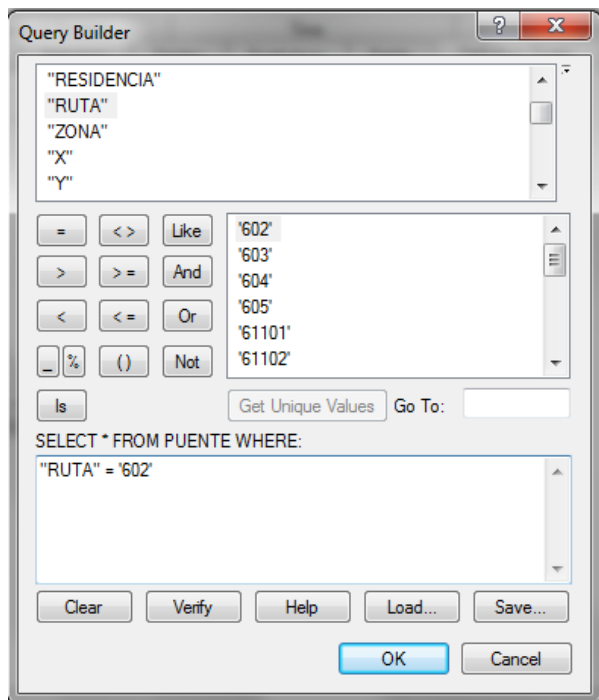 Query Builder
"RESIDENCIA"
"RUTA"
"ZONA"
"X"
"Y"
= < > Like
> > = And
< < = Or
_ % ( ) Not
Is
'602'
'603'
'604'
'605'
'61101'
'61102'
Get Unique Values Go To:
SELECT * FROM PUENTE WHERE:
"RUTA" = '602'
Clear Verify Help Load... Save...
OK Cancel